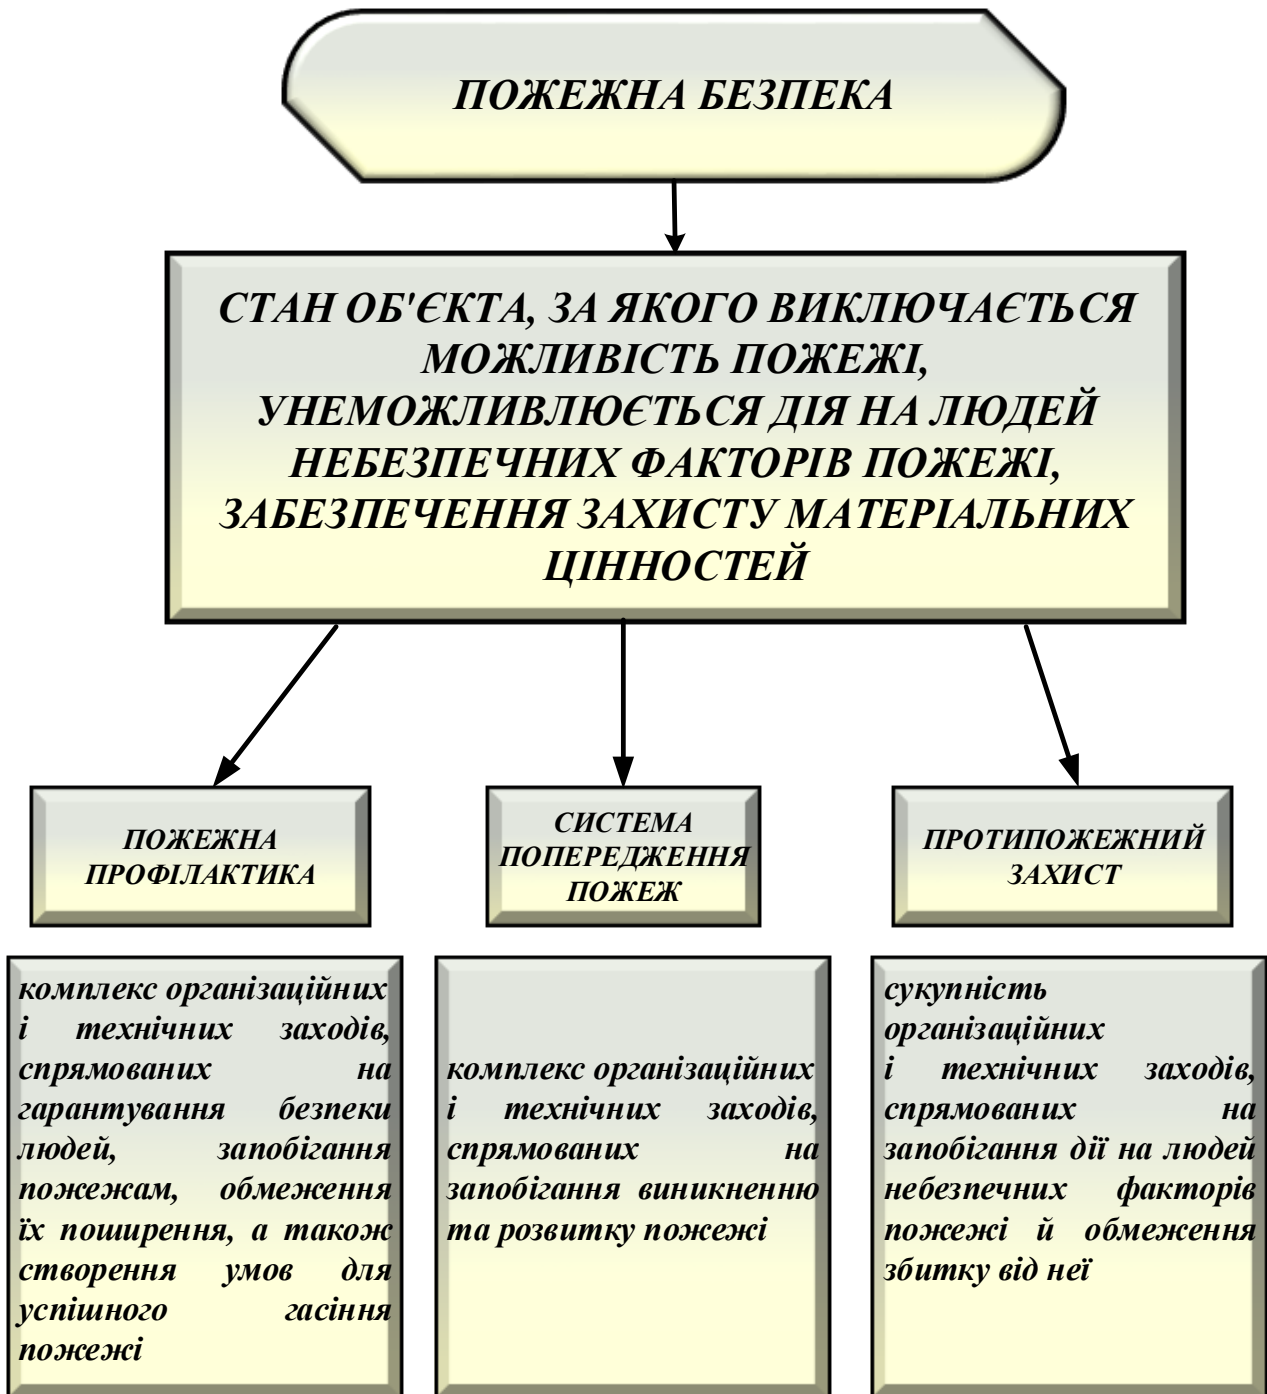 ПОЖЕЖНА БЕЗПЕКА
СТАН ОБ'ЄКТА, ЗА ЯКОГО ВИКЛЮЧАЄТЬСЯ
МОЖЛИВІСТЬ ПОЖЕЖІ,
УНЕМОЖЛИВЛЮЄТЬСЯ ДІЯ НА ЛЮДЕЙ
НЕБЕЗПЕЧНИХ ФАКТОРІВ ПОЖЕЖІ,
ЗАБЕЗПЕЧЕННЯ ЗАХИСТУ МАТЕРІАЛЬНИХ
ЦІННОСТЕЙ
ПОЖЕЖНА
ПРОФІЛАКТИКА
комплекс організаційних
і технічних заходів,
спрямованих на
гарантування безпеки
людей, запобігання
пожежам, обмеження
їх поширення, а також
створення умов для
успішного гасіння
пожежі
СИСТЕМА
ПОПЕРЕДЖЕННЯ
ПОЖЕЖ
комплекс організаційних
і технічних заходів,
спрямованих на
запобігання виникненню
та розвитку пожежі
ПРОТИПОЖЕЖНИЙ
ЗАХИСТ
сукупність
організаційних
і технічних заходів,
спрямованих на
запобігання дії на людей
небезпечних факторів
пожежі й обмеження
збитку від неї